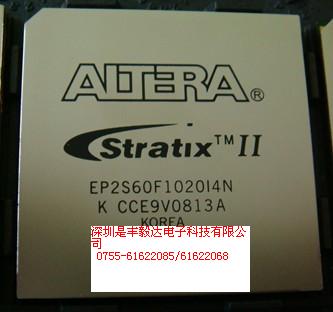 ALTERA®
Stratix™ II
EP2S60F1020I4N
K CCE9V0813A
KOREA
深圳是丰毅达电子科技有限公
司
0755-61622085/61622068